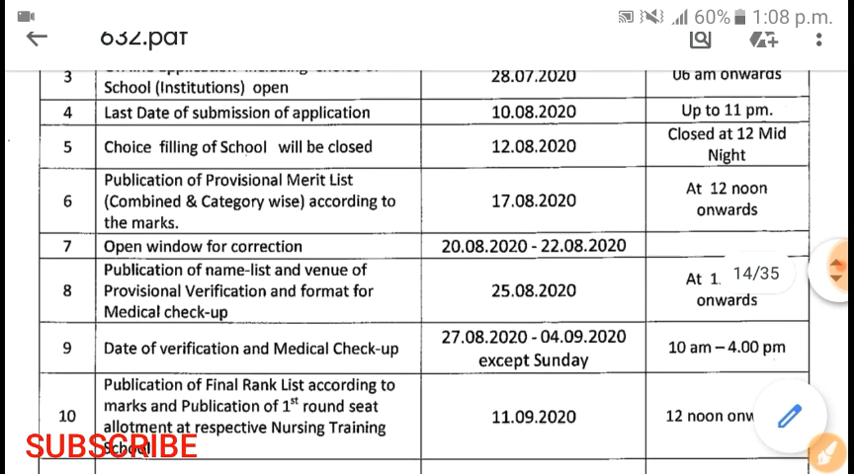 60% 1:08 p.m.
632.pdf
3 School (Institutions) open 28.07.2020 06 am onwards
4 Last Date of submission of application 10.08.2020 Up to 11 pm.
5 Choice filling of School will be closed 12.08.2020 Closed at 12 Mid
Night
6 Publication of Provisional Merit List
(Combined & Category wise) according to
the marks. 17.08.2020 At 12 noon
onwards
7 Open window for correction 20.08.2020 - 22.08.2020
8 Publication of name-list and venue of
Provisional Verification and format for
Medical check-up 25.08.2020 At 1
onwards
14/35
9 Date of verification and Medical Check-up 27.08.2020 - 04.09.2020
except Sunday 10 am – 4.00 pm
10 Publication of Final Rank List according to
marks and Publication of 1st round seat
allotment at respective Nursing Training
School 11.09.2020 12 noon onw
SUBSCRIBE